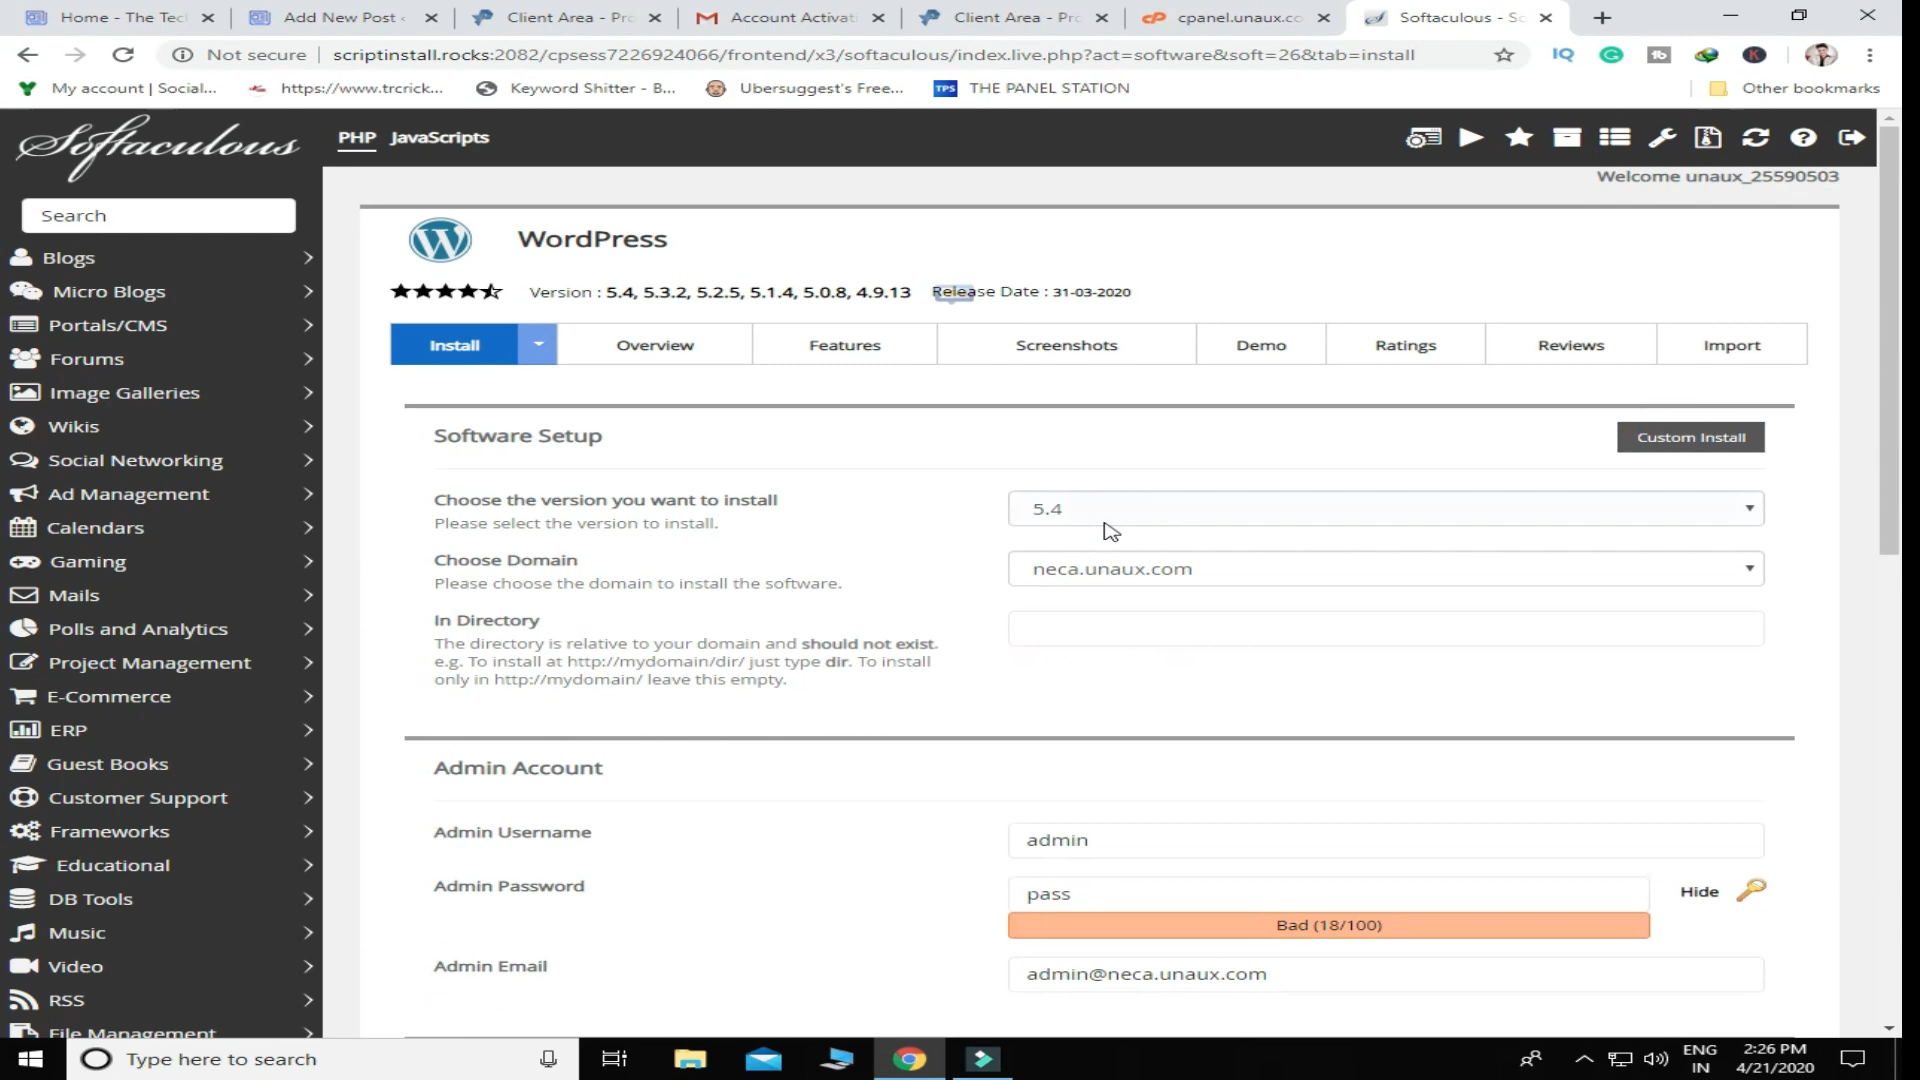 Home - The Tec
Add New Post
Client Area - Pro
Account Activati
Client Area - Pro
cpanel.unaux.co
Softaculous - So
Not secure
scriptinstall.rocks:2082/cpsess7226924066/frontend/x3/softaculous/index.live.php?act=software&soft=26&tab=install
My account | Social...
https://www.trcrick...
Keyword Shitter - B...
Ubersuggest's Free...
TPS THE PANEL STATION
Other bookmarks
Softaculous
PHP JavaScripts
Welcome unaux_25590503
Search
Blogs
Micro Blogs
Portals/CMS
Forums
Image Galleries
Wikis
Social Networking
Ad Management
Calendars
Gaming
Mails
Polls and Analytics
Project Management
E-Commerce
ERP
Guest Books
Customer Support
Frameworks
Educational
DB Tools
Music
Video
RSS
File Management
WordPress
Version : 5.4, 5.3.2, 5.2.5, 5.1.4, 5.0.8, 4.9.13
Release Date : 31-03-2020
Install
Overview
Features
Screenshots
Demo
Ratings
Reviews
Import
Software Setup
Custom Install
Choose the version you want to install
Please select the version to install.
5.4
Choose Domain
Please choose the domain to install the software.
neca.unaux.com
In Directory
The directory is relative to your domain and should not exist.
e.g. To install at http://mydomain/dir/ just type dir. To install
only in http://mydomain/ leave this empty.
Admin Account
Admin Username
admin
Admin Password
pass
Hide
Bad (18/100)
Admin Email
admin@neca.unaux.com
Type here to search
ENG
IN
2:26 PM
4/21/2020